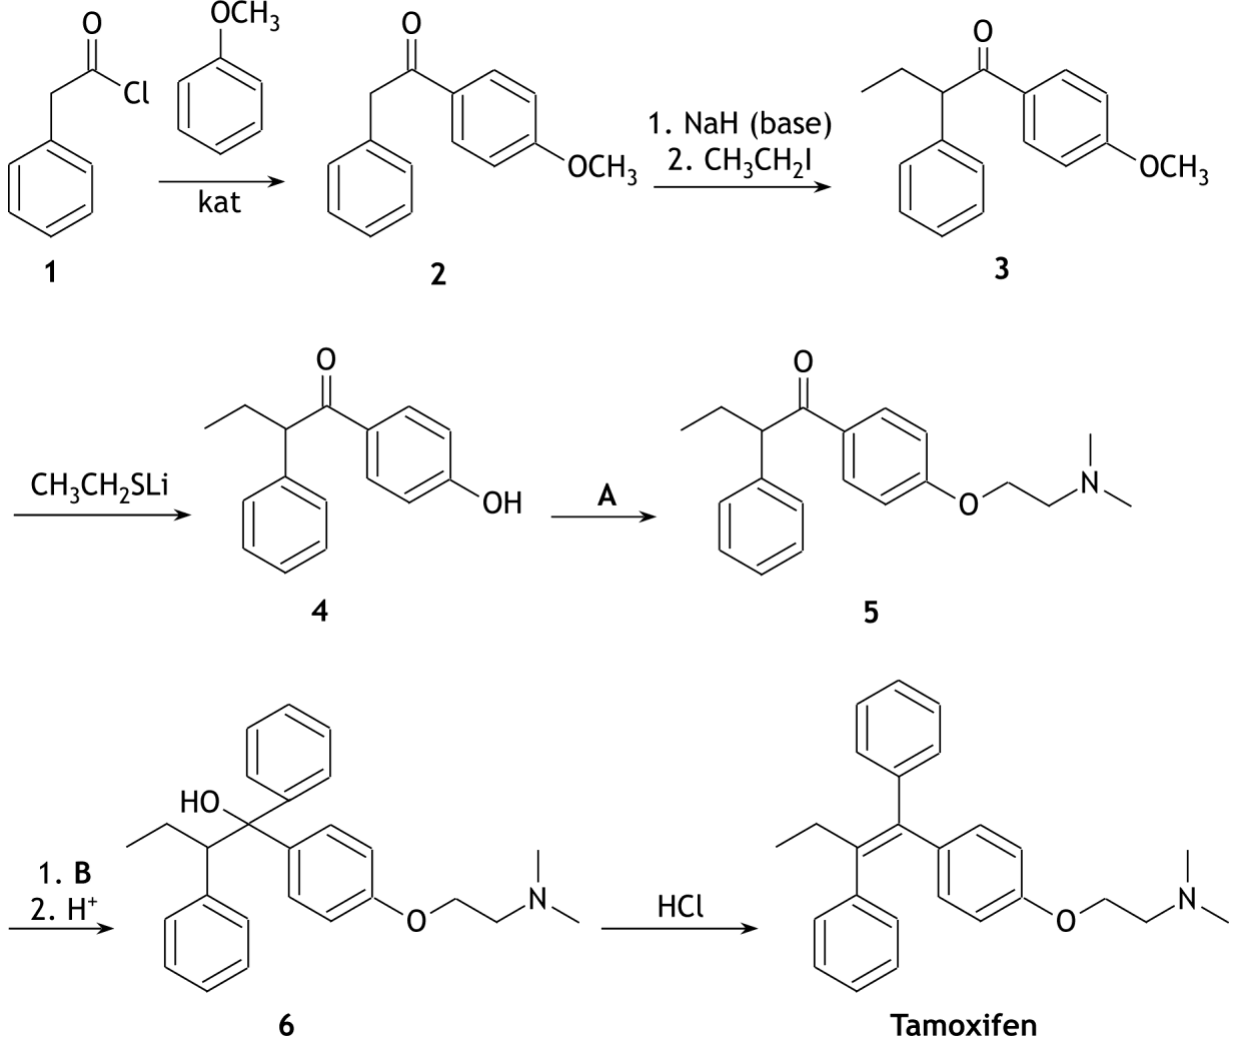 O
OCH₃
Cl
kat
1
O
OCH₃
2
1. NaH (base)
2. CH₃CH₂I
O
OCH₃
3
CH₃CH₂SLi
O
OH
4
A
O
O
N
5
1. B
2. H⁺
HO
O
N
6
HCl
O
N
Tamoxifen